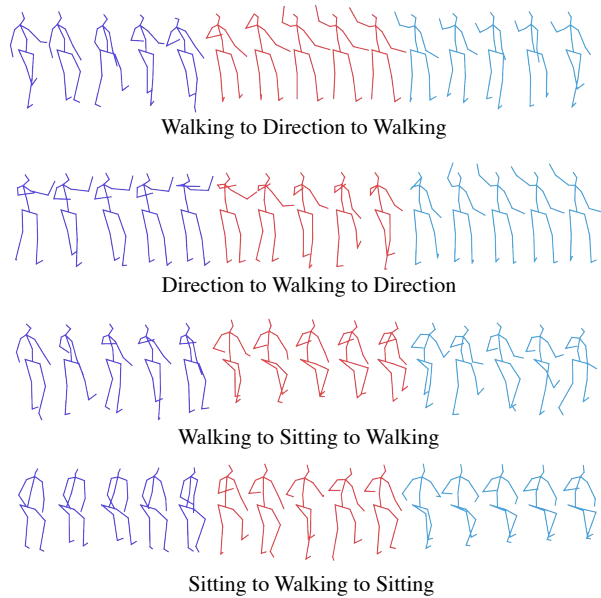 Walking to Direction to Walking
Direction to Walking to Direction
Walking to Sitting to Walking
Sitting to Walking to Sitting